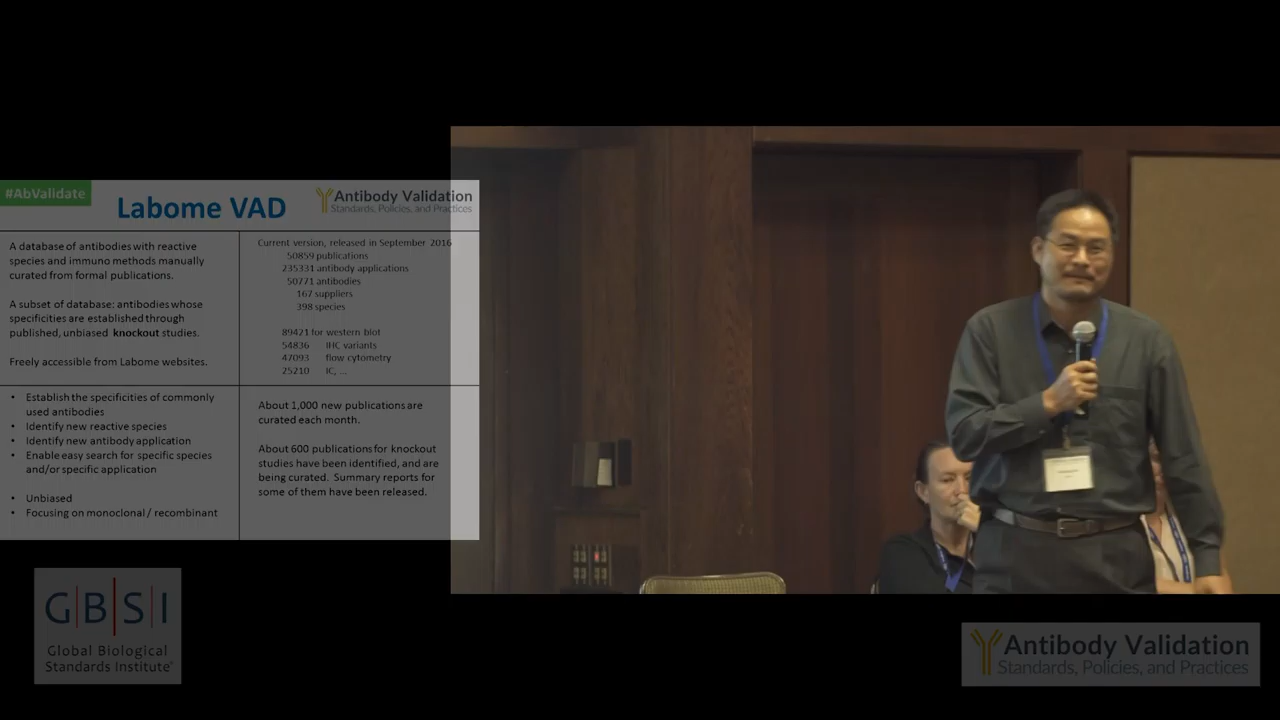 #AbValidate
Labome VAD
Antibody Validation
Standards, Policies, and Practices
A database of antibodies with reactive
species and immuno methods manually
curated from formal publications.
A subset of database: antibodies whose
specificities are established through
published, unbiased knockout studies.
Freely accessible from Labome websites.
Current version, released in September 2016
50859 publications
235331 antibody applications
50771 antibodies
167 suppliers
398 species
89421 for western blot
54836 IHC variants
47093 flow cytometry
25210 IC, ...
• Establish the specificities of commonly
used antibodies
• Identify new reactive species
• Identify new antibody application
• Enable easy search for specific species
and/or specific application
• Unbiased
• Focusing on monoclonal / recombinant
About 1,000 new publications are
curated each month.
About 600 publications for knockout
studies have been identified, and are
being curated. Summary reports for
some of them have been released.
G|B|S|I
Global Biological
Standards Institute
Antibody Validation
Standards, Policies, and Practices